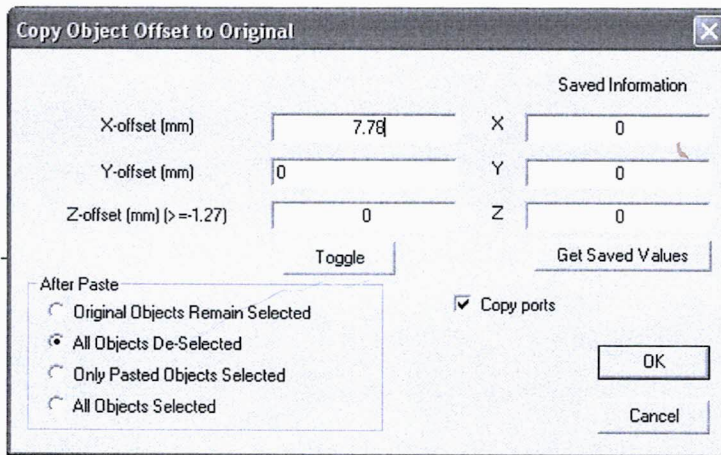 Copy Object Offset to Original
Saved Information
X-offset (mm) 7.78 X 0
Y-offset (mm) 0 Y 0
Z-offset (mm) (>=-1.27) 0 Z 0
Toggle Get Saved Values
After Paste
Original Objects Remain Selected
All Objects De-Selected
Only Pasted Objects Selected
All Objects Selected
Copy ports
OK
Cancel